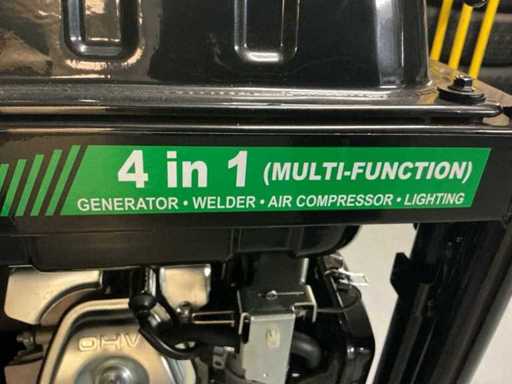 4 in 1 (MULTI-FUNCTION)
GENERATOR • WELDER • AIR COMPRESSOR • LIGHTING
OHV